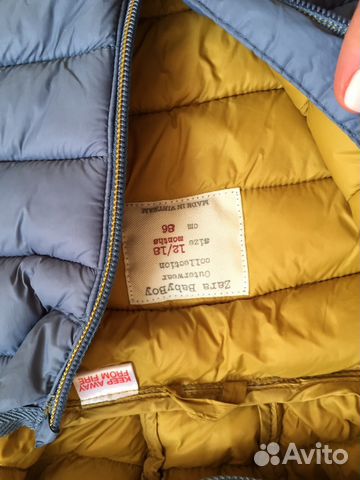 Zara BabyBoy
Outerwear
collection
size 12/18
months
cm 86
MADE IN VIETNAM
KEEP AWAY
FROM FIRE
Avito